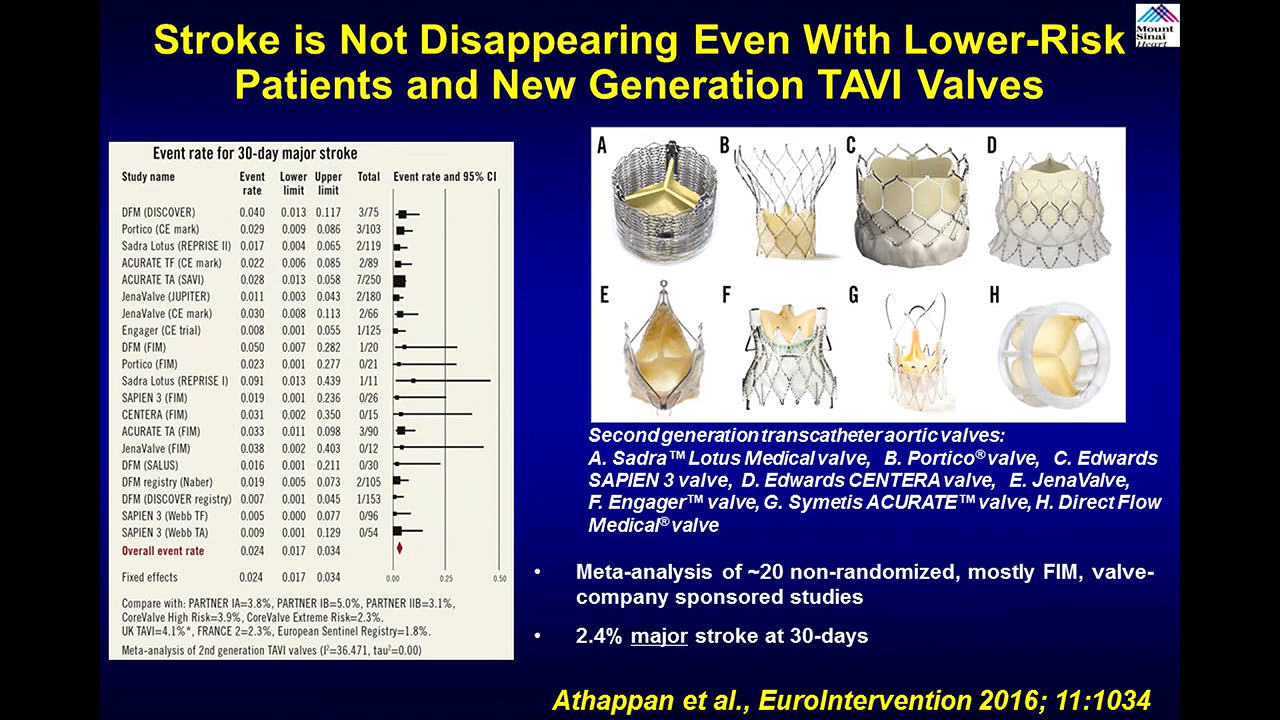 Stroke is Not Disappearing Even With Lower-Risk
Patients and New Generation TAVI Valves
Mount
Sinai
Heart
Event rate for 30-day major stroke
Study name Event rate Lower limit Upper limit Total Event rate and 95% CI
DFM (DISCOVER) 0.040 0.013 0.117 3/75
Portico (CE mark) 0.029 0.009 0.086 3/103
Sadra Lotus (REPRISE II) 0.017 0.004 0.065 2/119
ACURATE TF (CE mark) 0.022 0.006 0.085 2/89
ACURATE TA (SAVI) 0.028 0.013 0.058 7/250
JenaValve (JUPITER) 0.011 0.003 0.043 2/180
JenaValve (CE mark) 0.030 0.008 0.113 2/66
Engager (CE trial) 0.008 0.001 0.055 1/125
DFM (FIM) 0.050 0.007 0.282 1/20
Portico (FIM) 0.023 0.001 0.277 0/21
Sadra Lotus (REPRISE I) 0.091 0.013 0.439 1/11
SAPIEN 3 (FIM) 0.019 0.001 0.236 0/26
CENTERA (FIM) 0.031 0.002 0.350 0/15
ACURATE TA (FIM) 0.033 0.011 0.098 3/90
JenaValve (FIM) 0.038 0.002 0.403 0/12
DFM (SALUS) 0.016 0.001 0.211 0/30
DFM registry (Naber) 0.019 0.005 0.073 2/105
DFM (DISCOVER registry) 0.007 0.001 0.045 1/153
SAPIEN 3 (Webb TF) 0.005 0.000 0.077 0/96
SAPIEN 3 (Webb TA) 0.009 0.001 0.129 0/54
Overall event rate 0.024 0.017 0.034
Fixed effects 0.024 0.017 0.034
0.00 0.25 0.50
Compare with: PARTNER IA=3.8%, PARTNER IB=5.0%, PARTNER IIB=3.1%,
CoreValve High Risk=3.9%, CoreValve Extreme Risk=2.3%.
UK TAVI=4.1%*, FRANCE 2=2.3%, European Sentinel Registry=1.8%.
Meta-analysis of 2nd generation TAVI valves (I²=36.471, tau²=0.00)
A B C D
E F G H
Second generation transcatheter aortic valves:
A. Sadra™ Lotus Medical valve, B. Portico® valve, C. Edwards
SAPIEN 3 valve, D. Edwards CENTERA valve, E. JenaValve,
F. Engager™ valve, G. Symetis ACURATE™ valve, H. Direct Flow
Medical® valve
• Meta-analysis of ~20 non-randomized, mostly FIM, valve-
company sponsored studies
• 2.4% major stroke at 30-days
Athappan et al., EuroIntervention 2016; 11:1034